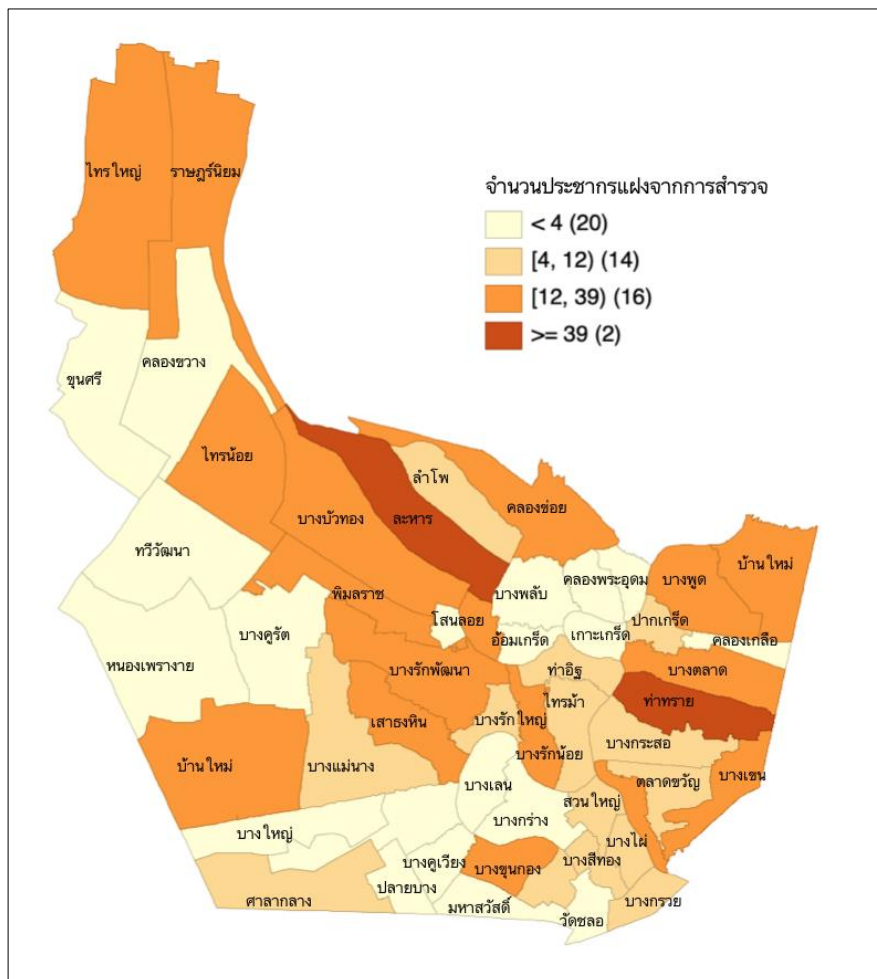 ไทรใหญ่
ราษฎร์นิยม
จำนวนประชากรแฝงจากการสำรวจ
< 4 (20)
[4, 12) (14)
[12, 39) (16)
>= 39 (2)
ขุนศรี
คลองขวาง
ไทรน้อย
ลำโพ
บางบัวทอง
ละหาร
คลองข่อย
ทวีวัฒนา
พิมลราช
บางพลับ
คลองพระอุดม
บางพูด
บ้านใหม่
หนองเพรางาย
บางคูรัต
โสนลอย
อ้อมเกร็ด
เกาะเกร็ด
ปากเกร็ด
คลองเกลือ
บางรักพัฒนา
ท่าอิฐ
บางตลาด
เสาธงหิน
บางรักใหญ่
ไทรม้า
ท่าทราย
บ้านใหม่
บางแม่นาง
บางรักน้อย
บางกระสอ
บางเลน
ตลาดขวัญ
บางเขน
บางใหญ่
บางกร่าง
สวนใหญ่
บางคูเวียง
บางขุนกอง
บางสีทอง
บางไผ่
ศาลากลาง
ปลายบาง
มหาสวัสดิ์
วัดชลอ
บางกรวย